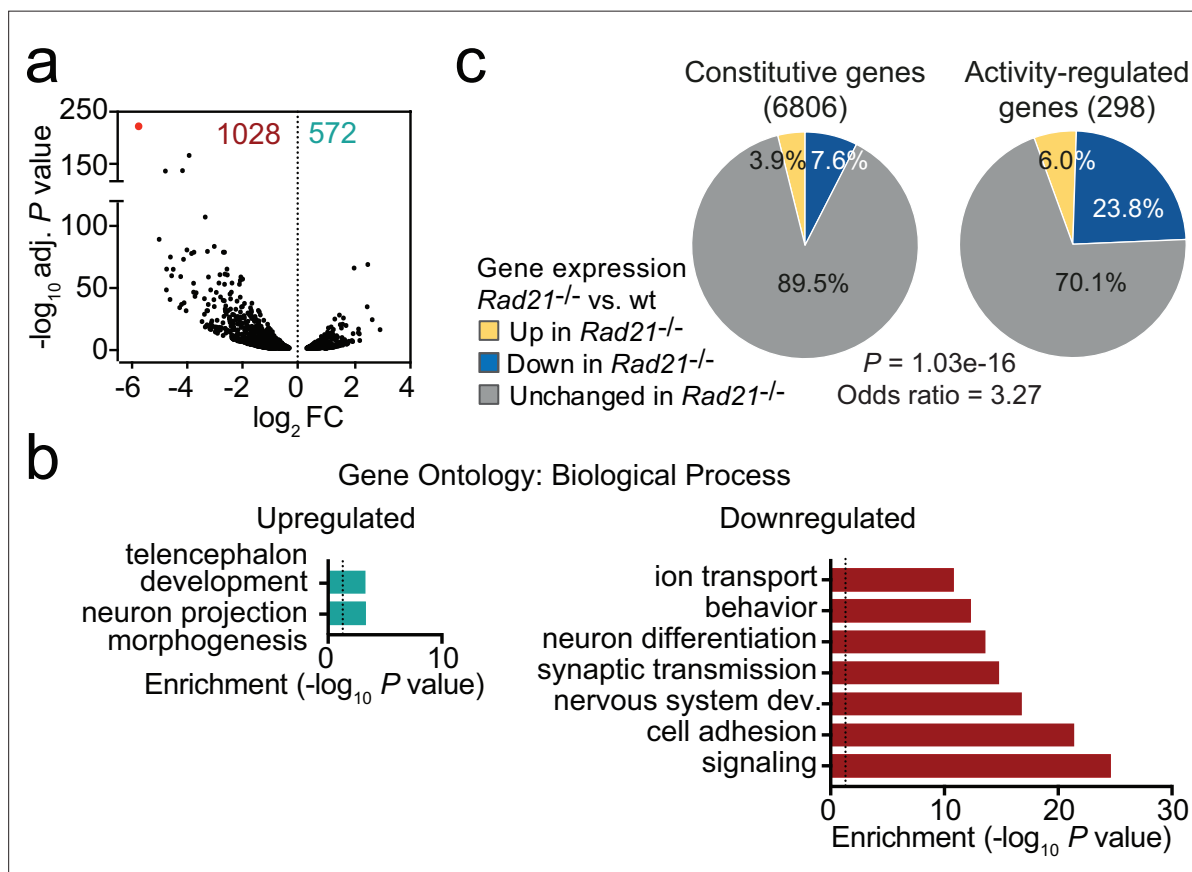 a
250
150
100
50
0
-log10 adj. P value
1028
572
-6
-4
-2
0
2
4
log2 FC
c
Constitutive genes
(6806)
3.9%
7.6%
89.5%
Activity-regulated
genes (298)
6.0%
23.8%
70.1%
Gene expression
Rad21-/- vs. wt
Up in Rad21-/-
Down in Rad21-/-
Unchanged in Rad21-/-
P = 1.03e-16
Odds ratio = 3.27
b
Gene Ontology: Biological Process
Upregulated
telencephalon
development
neuron projection
morphogenesis
0
10
Enrichment (-log10 P value)
Downregulated
ion transport
behavior
neuron differentiation
synaptic transmission
nervous system dev.
cell adhesion
signaling
0
10
20
30
Enrichment (-log10 P value)